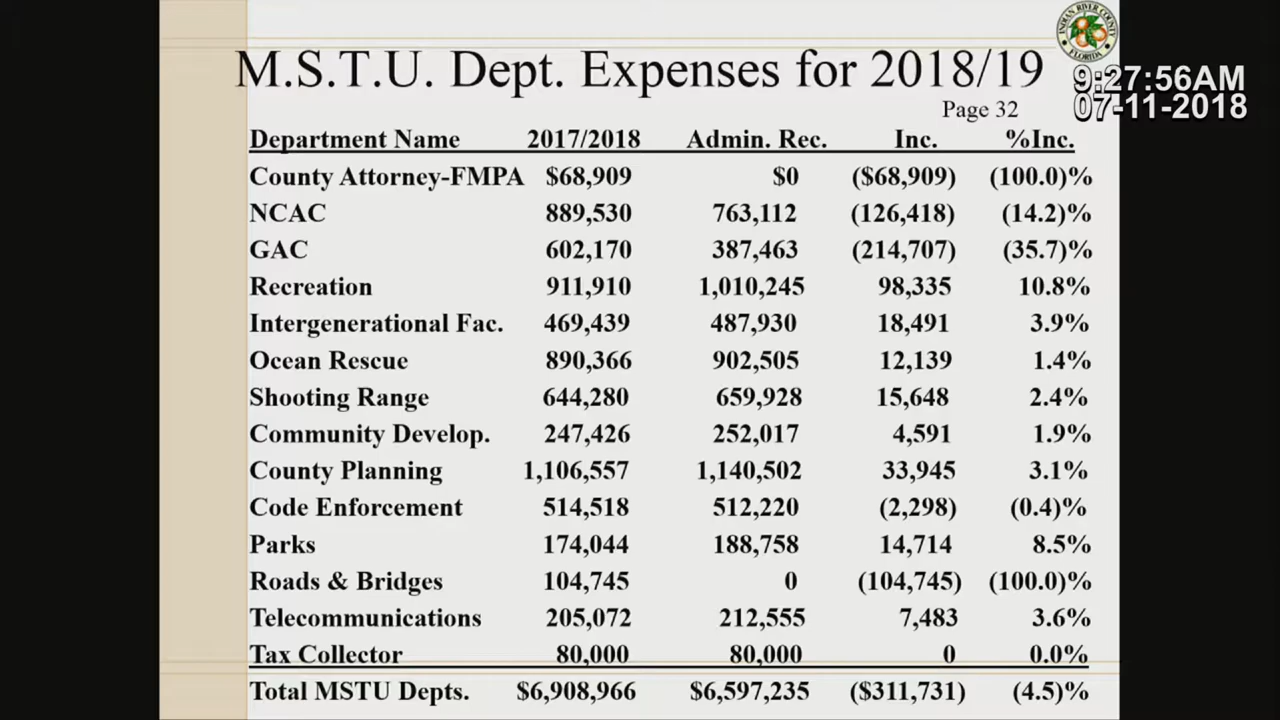 INDIAN RIVER COUNTY
FLORIDA
M.S.T.U. Dept. Expenses for 2018/19
9:27:56AM
07-11-2018
Page 32
Department Name 2017/2018 Admin. Rec. Inc. %Inc.
County Attorney-FMPA $68,909 $0 ($68,909) (100.0)%
NCAC 889,530 763,112 (126,418) (14.2)%
GAC 602,170 387,463 (214,707) (35.7)%
Recreation 911,910 1,010,245 98,335 10.8%
Intergenerational Fac. 469,439 487,930 18,491 3.9%
Ocean Rescue 890,366 902,505 12,139 1.4%
Shooting Range 644,280 659,928 15,648 2.4%
Community Develop. 247,426 252,017 4,591 1.9%
County Planning 1,106,557 1,140,502 33,945 3.1%
Code Enforcement 514,518 512,220 (2,298) (0.4)%
Parks 174,044 188,758 14,714 8.5%
Roads & Bridges 104,745 0 (104,745) (100.0)%
Telecommunications 205,072 212,555 7,483 3.6%
Tax Collector 80,000 80,000 0 0.0%
Total MSTU Depts. $6,908,966 $6,597,235 ($311,731) (4.5)%